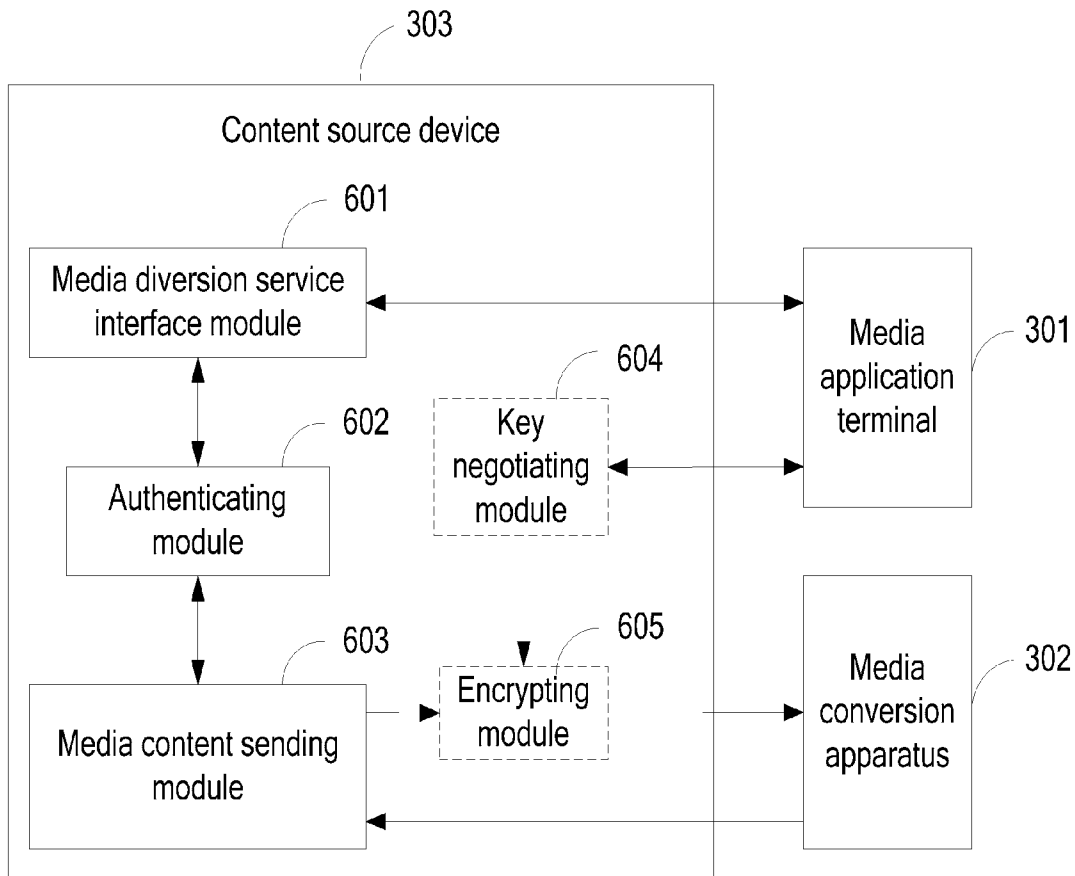 303
Content source device
601
Media diversion service
interface module
604
Key
negotiating
module
Media
application
terminal
301
602
Authenticating
module
603
Media content sending
module
605
Encrypting
module
Media
conversion
apparatus
302